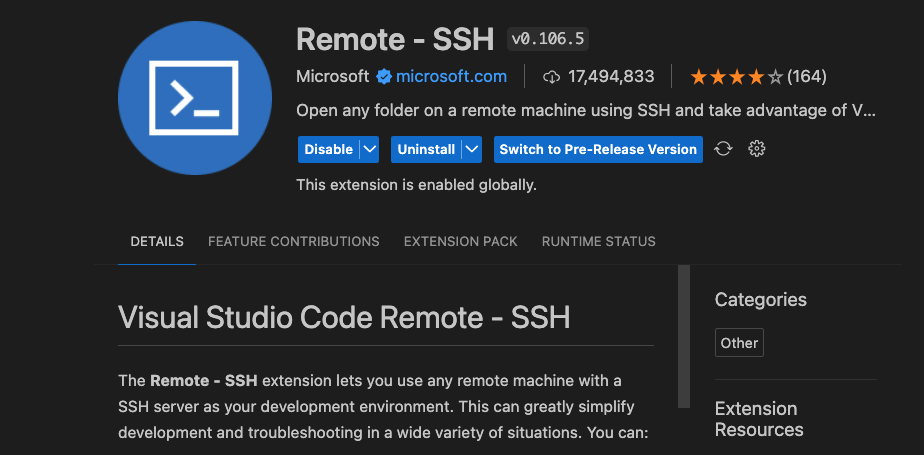 Remote - SSH v0.106.5
Microsoft microsoft.com 17,494,833 (164)
Open any folder on a remote machine using SSH and take advantage of V...
Disable Uninstall Switch to Pre-Release Version
This extension is enabled globally.
DETAILS FEATURE CONTRIBUTIONS EXTENSION PACK RUNTIME STATUS
Visual Studio Code Remote - SSH
The Remote - SSH extension lets you use any remote machine with a
SSH server as your development environment. This can greatly simplify
development and troubleshooting in a wide variety of situations. You can:
Categories
Other
Extension
Resources